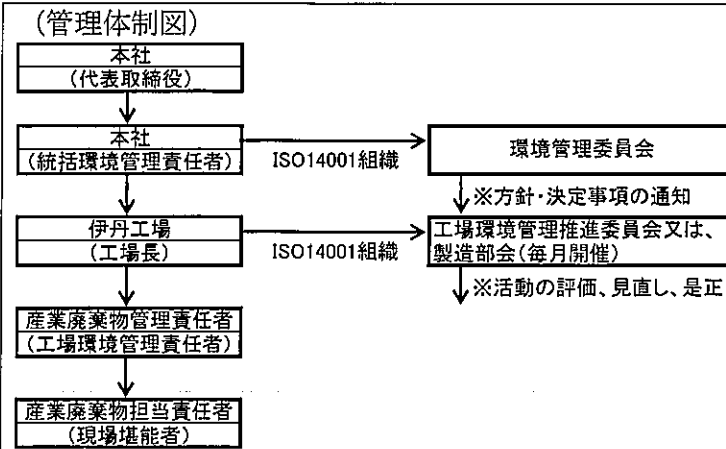 (管理体制図)
本社
(代表取締役)
本社
(統括環境管理責任者)
ISO14001組織
環境管理委員会
※方針・決定事項の通知
伊丹工場
(工場長)
ISO14001組織
工場環境管理推進委員会又は、
製造部会(毎月開催)
※活動の評価、見直し、是正
産業廃棄物管理責任者
(工場環境管理責任者)
産業廃棄物担当責任者
(現場堪能者)